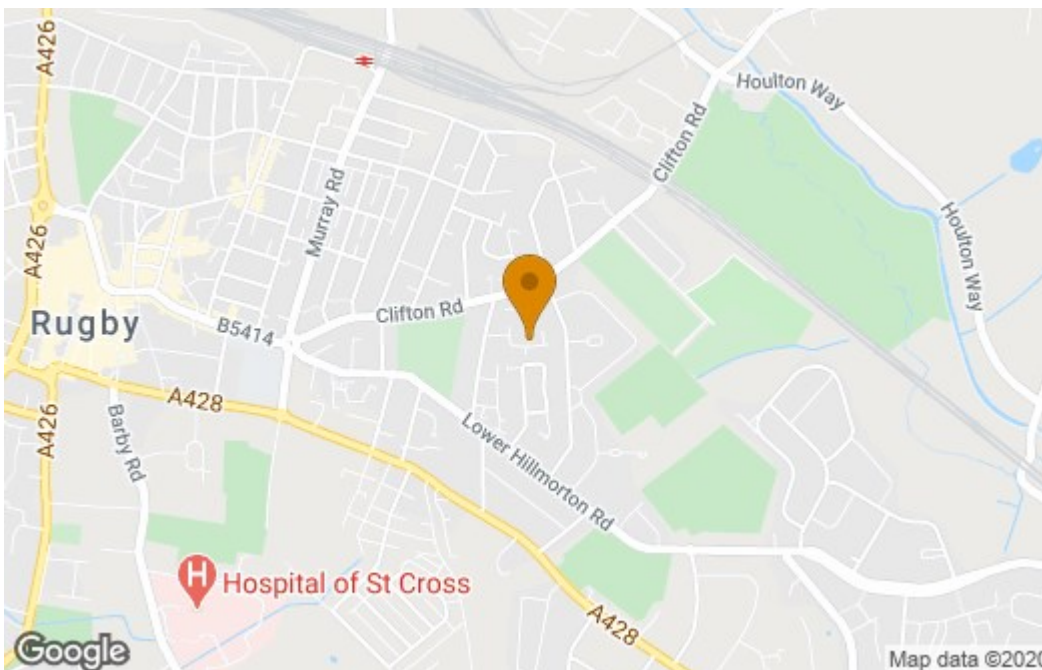 A426
Houlton Way
Clifton Rd
Murray Rd
A426
Houlton Way
Clifton Rd
B5414
Rugby
A428
A426
Barby Rd
Lower Hillmorton Rd
H
Hospital of St Cross
A428
Google
Map data ©2020